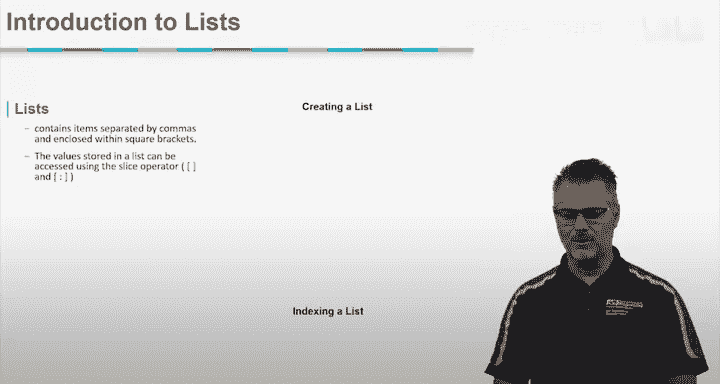 Introduction to Lists
Lists
– contains items separated by commas
and enclosed within square brackets.
– The values stored in a list can be
accessed using the slice operator ( [ ]
and [ : ] )
Creating a List
Indexing a List